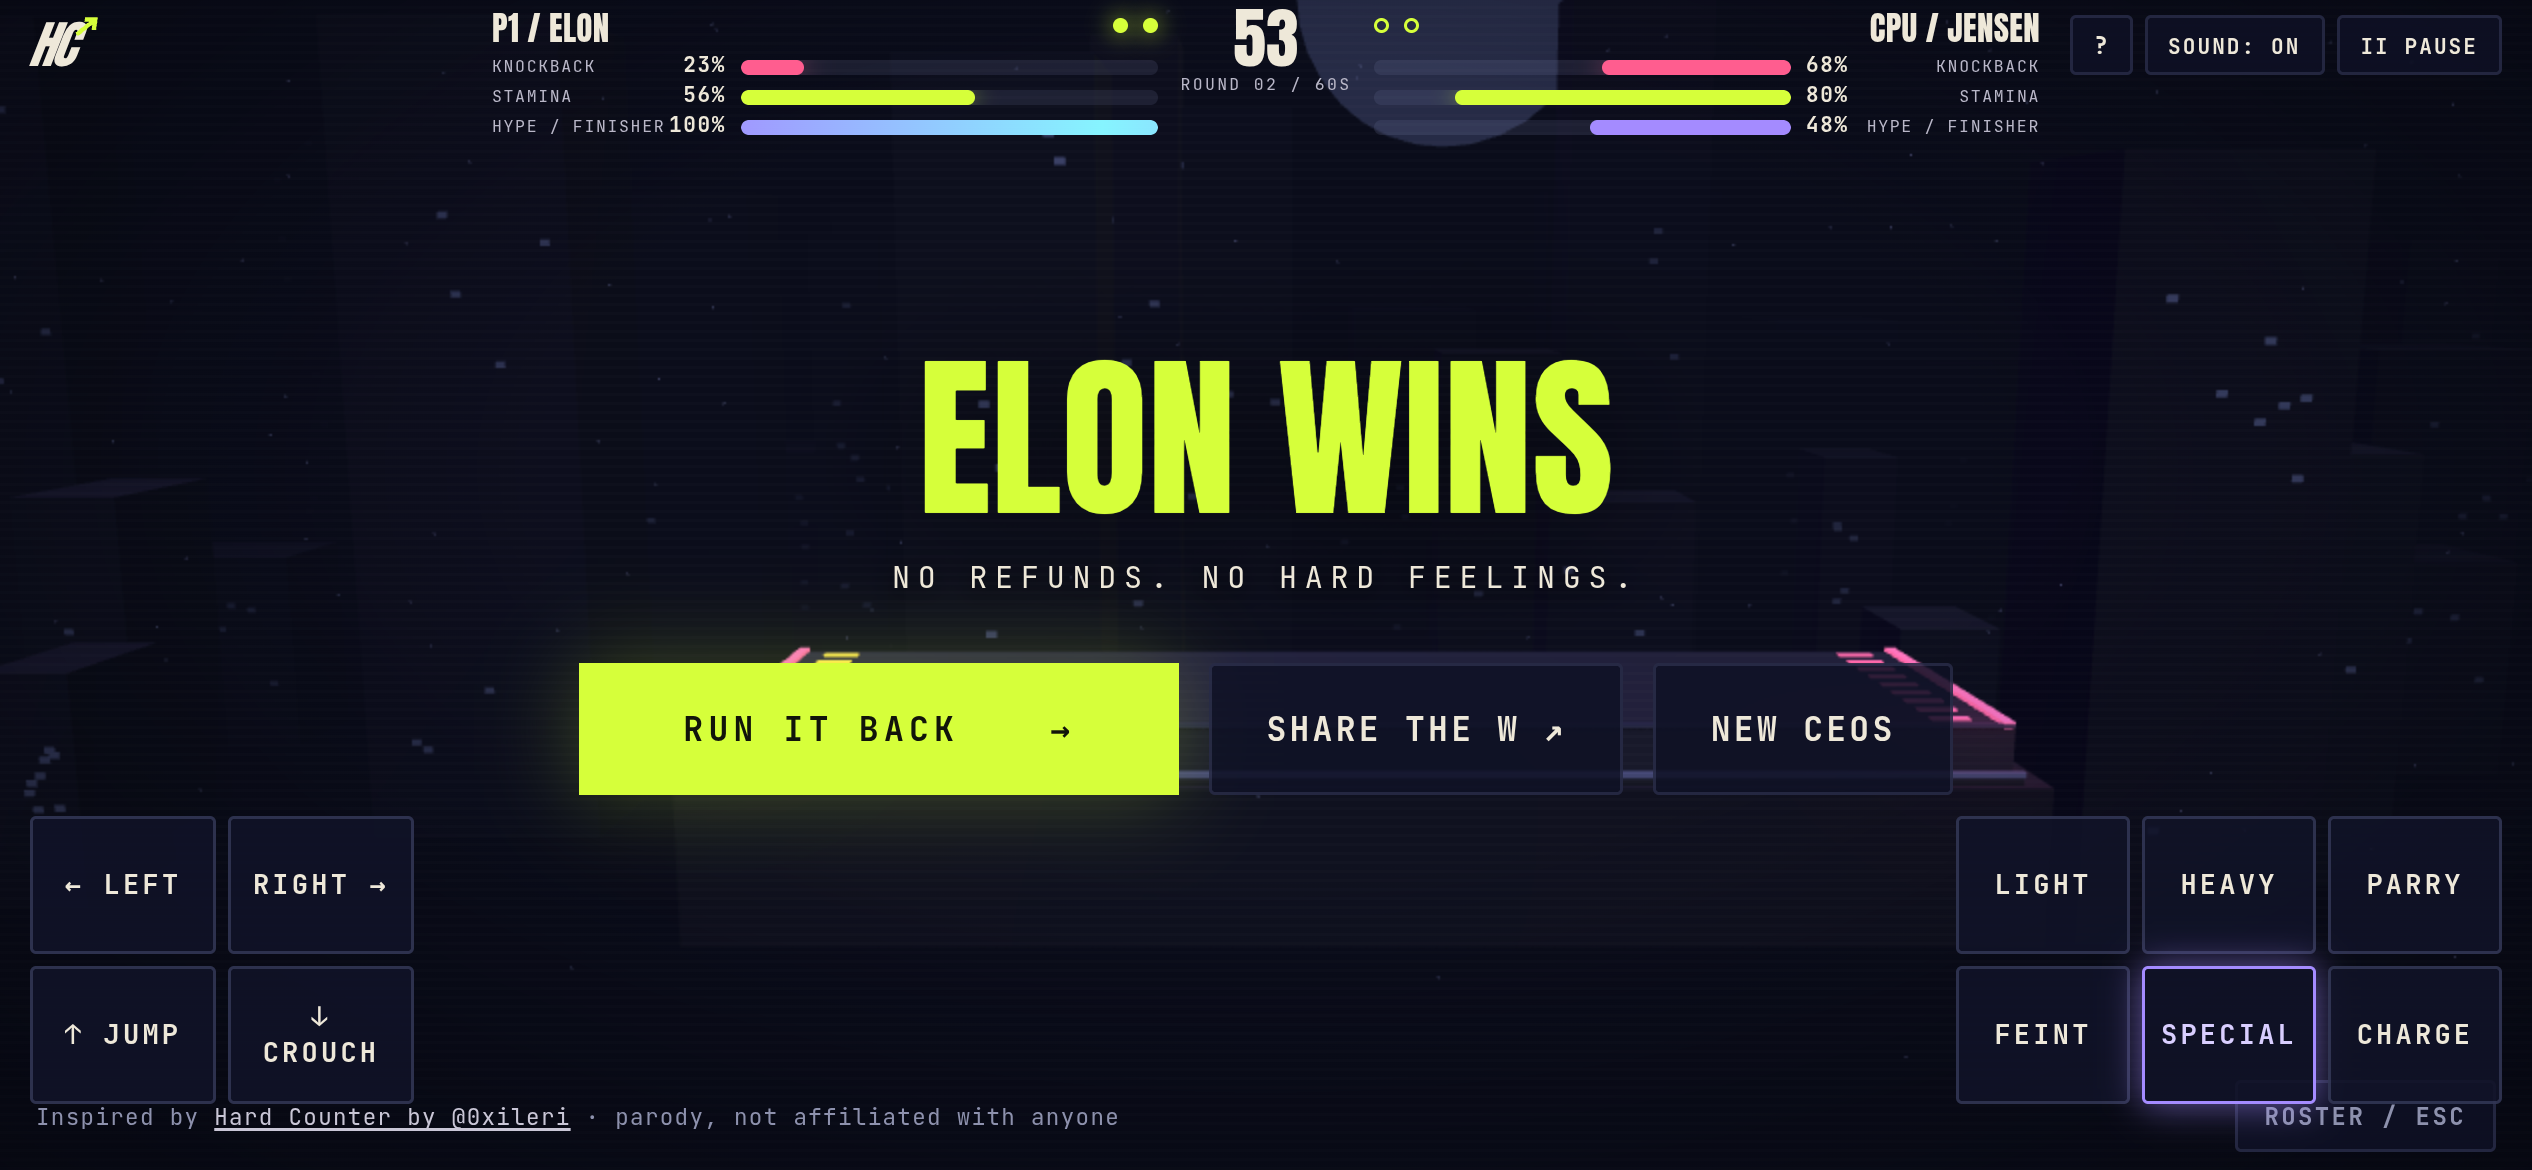 HC
P1 / ELON
KNOCKBACK 23%
STAMINA 56%
HYPE / FINISHER 100%
53
ROUND 02 / 60S
CPU / JENSEN
68% KNOCKBACK
80% STAMINA
48% HYPE / FINISHER
?
SOUND: ON
II PAUSE
ELON WINS
NO REFUNDS. NO HARD FEELINGS.
RUN IT BACK →
SHARE THE W ↗
NEW CEOS
← LEFT
RIGHT →
↑ JUMP
↓
CROUCH
LIGHT
HEAVY
PARRY
FEINT
SPECIAL
CHARGE
Inspired by Hard Counter by @0xileri · parody, not affiliated with anyone
ROSTER / ESC